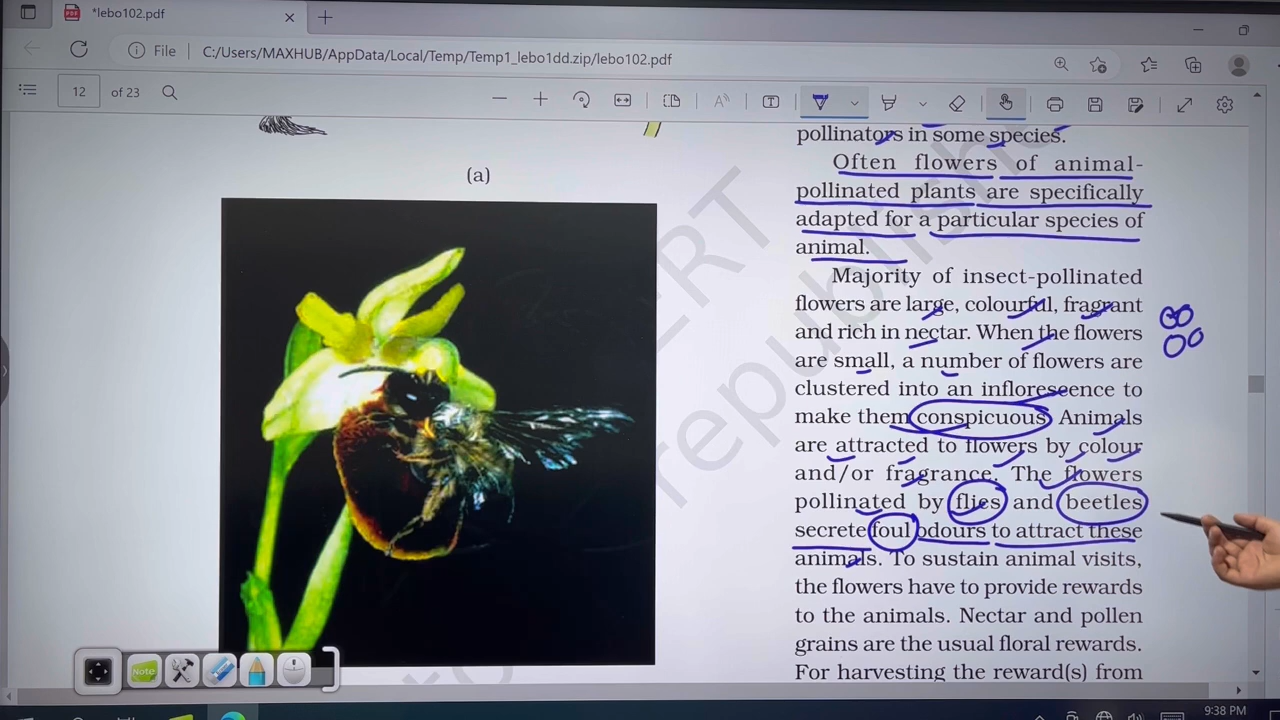 *lebo102.pdf
File
C:/Users/MAXHUB/AppData/Local/Temp/Temp1_lebo1dd.zip/lebo102.pdf
12 of 23
(a)
pollinators in some species.
Often flowers of animal-
pollinated plants are specifically
adapted for a particular species of
animal.
Majority of insect-pollinated
flowers are large, colourful, fragrant
and rich in nectar. When the flowers
are small, a number of flowers are
clustered into an inflorescence to
make them conspicuous. Animals
are attracted to flowers by colour
and/or fragrance. The flowers
pollinated by flies and beetles
secrete foul odours to attract these
animals. To sustain animal visits,
the flowers have to provide rewards
to the animals. Nectar and pollen
grains are the usual floral rewards.
For harvesting the reward(s) from
Note
9:38 PM